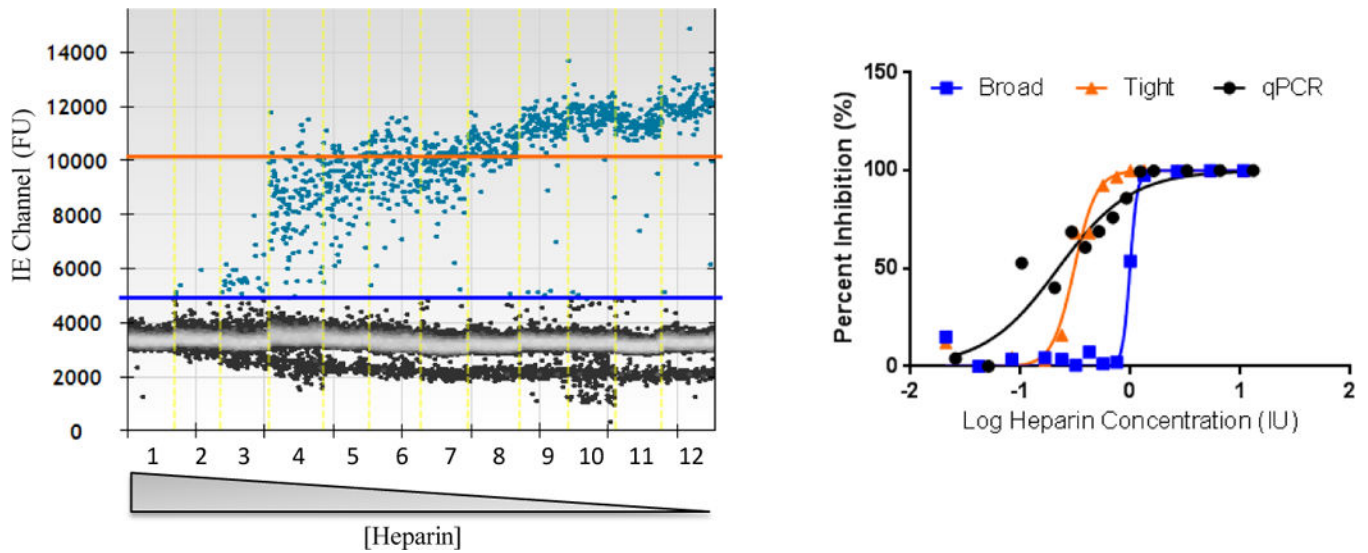 IE Channel (FU)
14000
12000
10000
8000
6000
4000
2000
0
1 2 3 4 5 6 7 8 9 10 11 12
[Heparin]
Percent Inhibition (%)
150
100
50
0
Broad Tight qPCR
-2 -1 0 1 2
Log Heparin Concentration (IU)